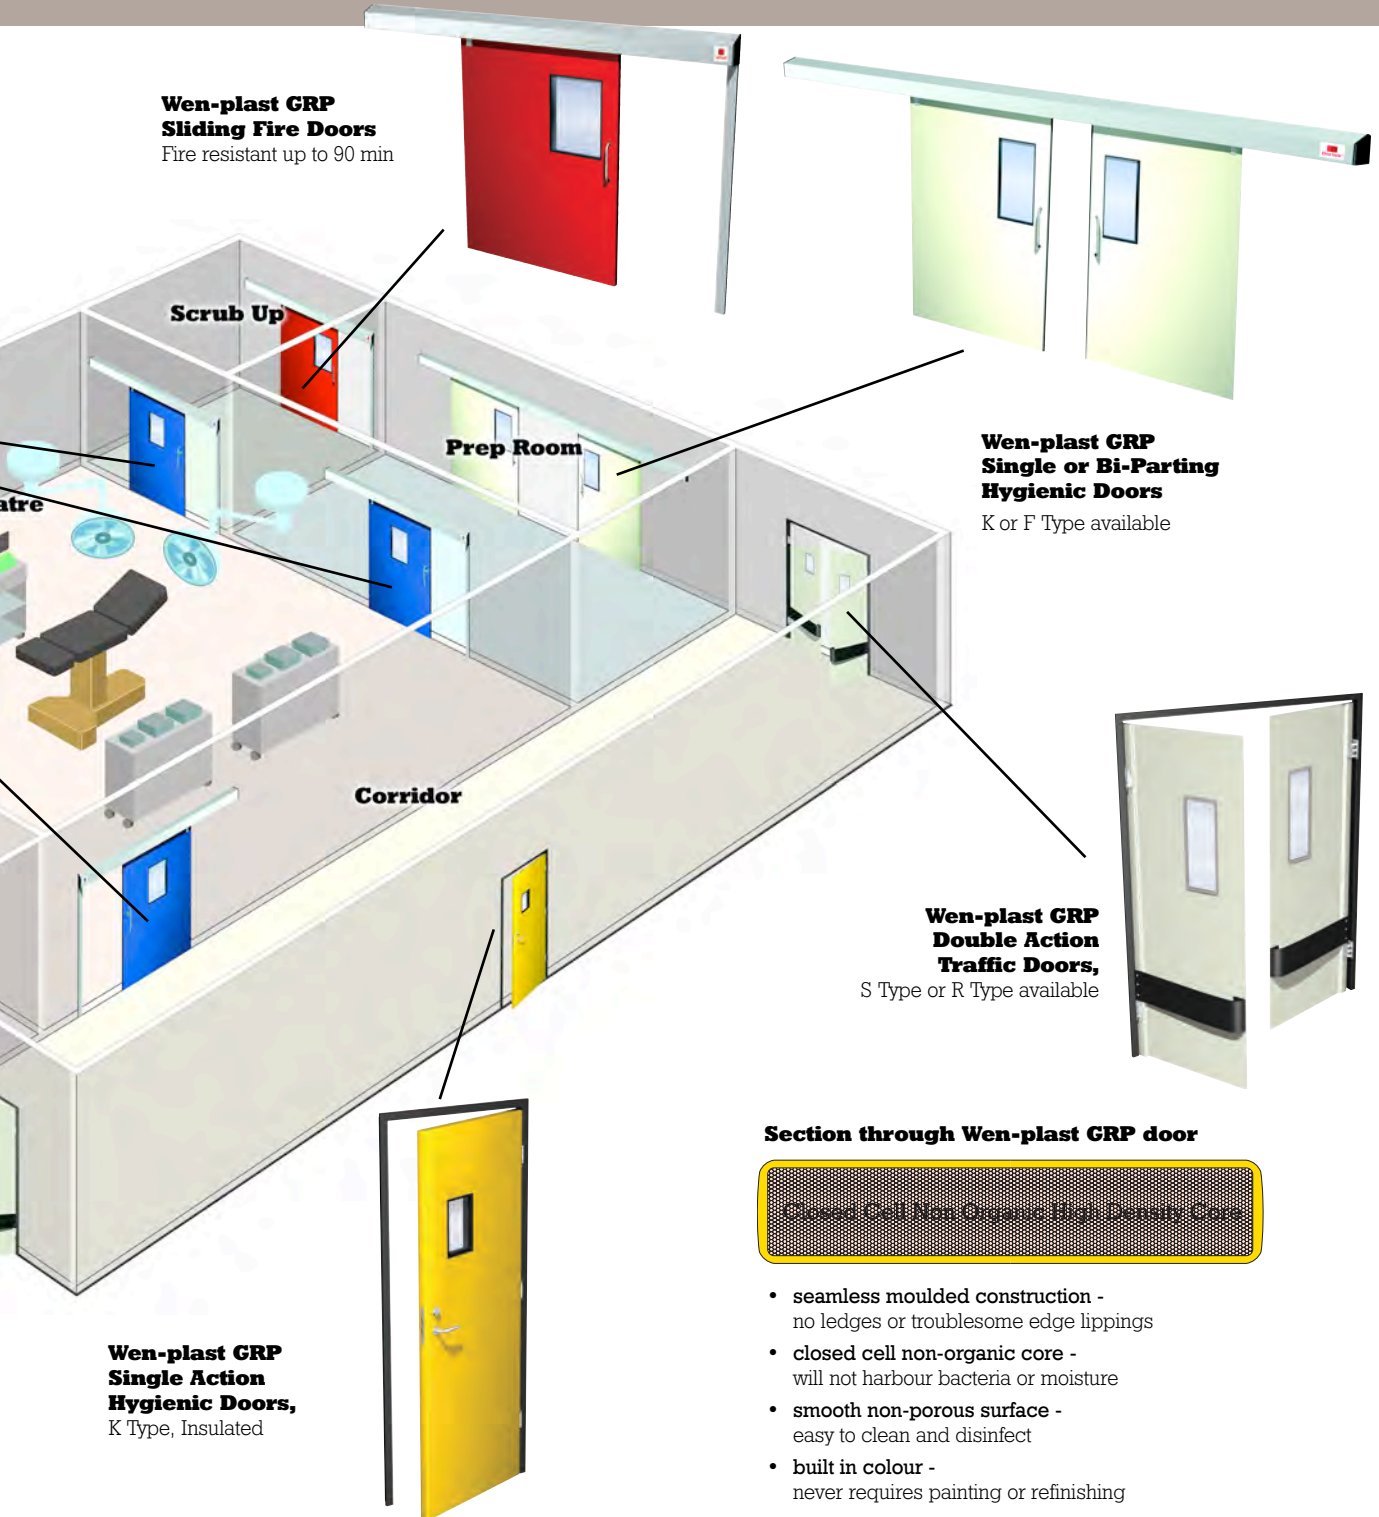 Wen-plast GRP
Sliding Fire Doors
Fire resistant up to 90 min
Scrub Up
Prep Room
atre
Wen-plast GRP
Single or Bi-Parting
Hygienic Doors
K or F Type available
Corridor
Wen-plast GRP
Double Action
Traffic Doors,
S Type or R Type available
Section through Wen-plast GRP door
Closed Cell Non Organic High Density Core
• seamless moulded construction -
no ledges or troublesome edge lippings
• closed cell non-organic core -
will not harbour bacteria or moisture
• smooth non-porous surface -
easy to clean and disinfect
• built in colour -
never requires painting or refinishing
Wen-plast GRP
Single Action
Hygienic Doors,
K Type, Insulated